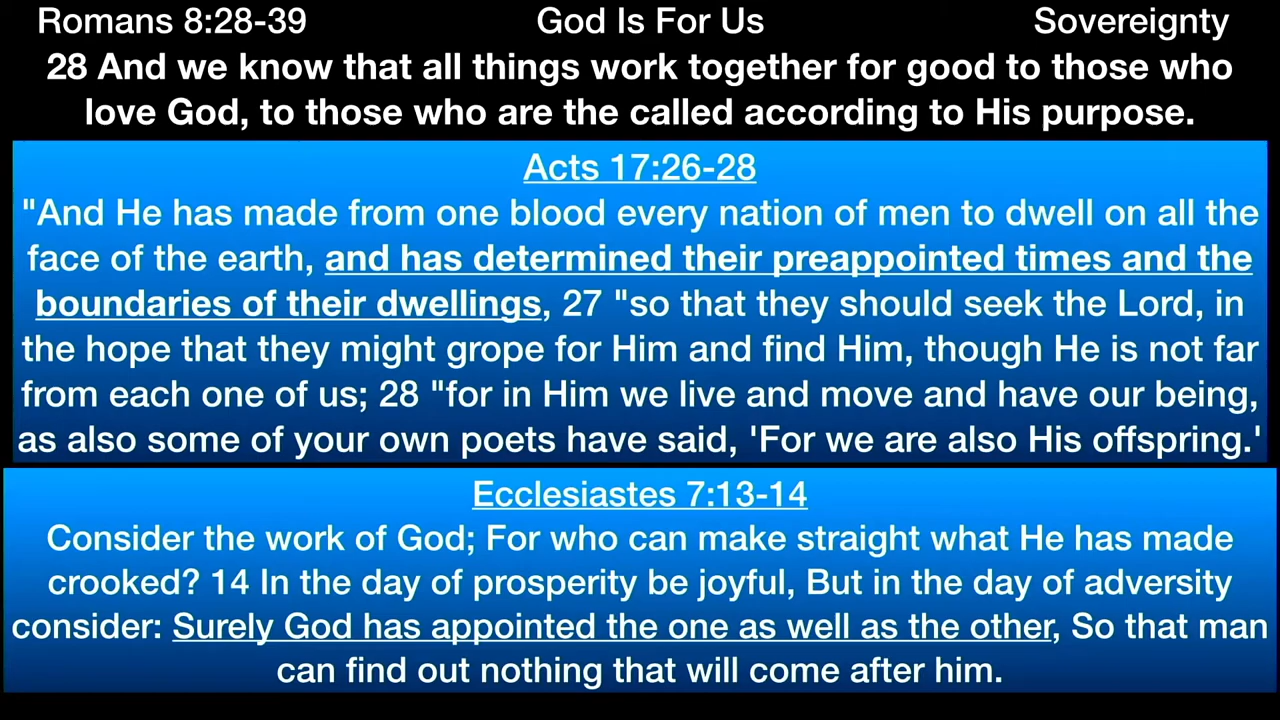 Romans 8:28-39 God Is For Us Sovereignty
28 And we know that all things work together for good to those who
love God, to those who are the called according to His purpose.
Acts 17:26-28
"And He has made from one blood every nation of men to dwell on all the
face of the earth, and has determined their preappointed times and the
boundaries of their dwellings, 27 "so that they should seek the Lord, in
the hope that they might grope for Him and find Him, though He is not far
from each one of us; 28 "for in Him we live and move and have our being,
as also some of your own poets have said, 'For we are also His offspring.'
Ecclesiastes 7:13-14
Consider the work of God; For who can make straight what He has made
crooked? 14 In the day of prosperity be joyful, But in the day of adversity
consider: Surely God has appointed the one as well as the other, So that man
can find out nothing that will come after him.